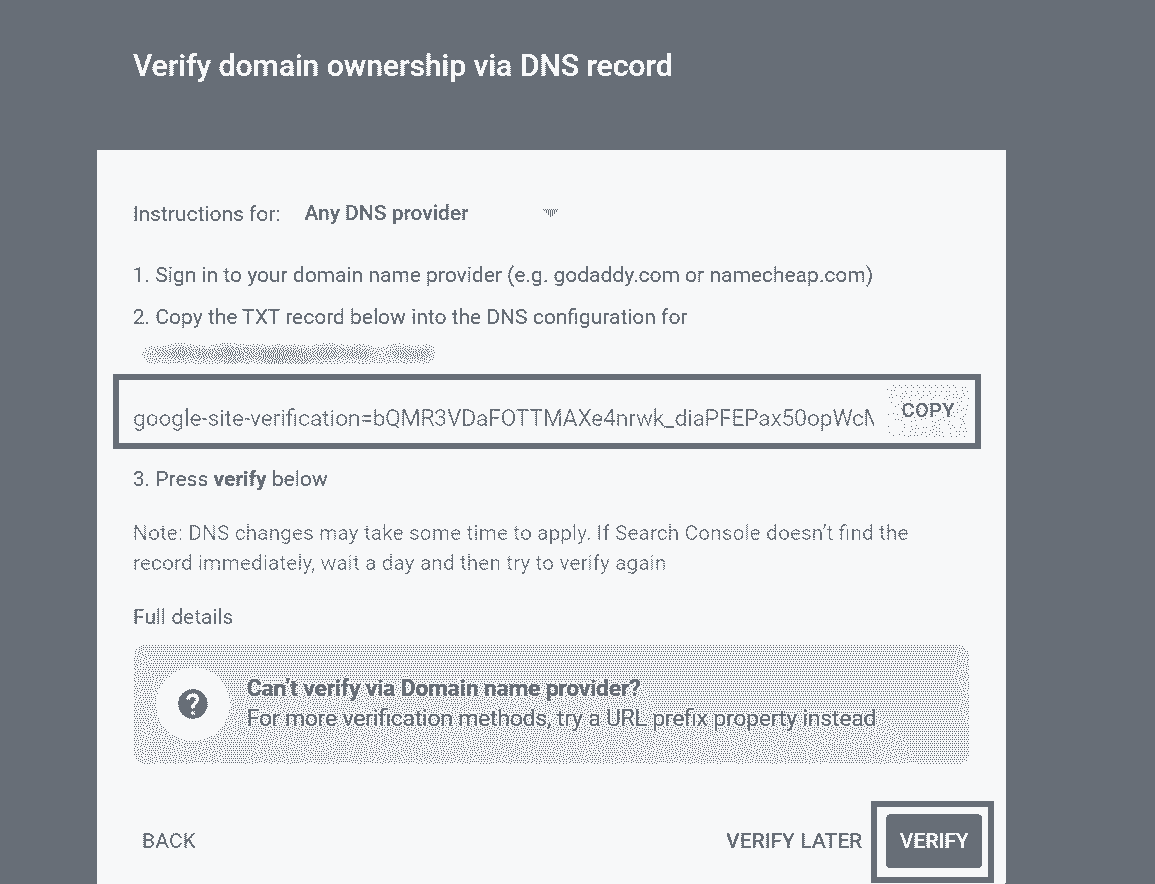 Verify domain ownership via DNS record
Instructions for: Any DNS provider
1. Sign in to your domain name provider (e.g. godaddy.com or namecheap.com)
2. Copy the TXT record below into the DNS configuration for
google-site-verification=bQMR3VDaFOTTMAXe4nrwk_diaPFEPax50opWcM
COPY
3. Press verify below
Note: DNS changes may take some time to apply. If Search Console doesn't find the
record immediately, wait a day and then try to verify again
Full details
Can't verify via Domain name provider?
For more verification methods, try a URL prefix property instead
BACK
VERIFY LATER
VERIFY